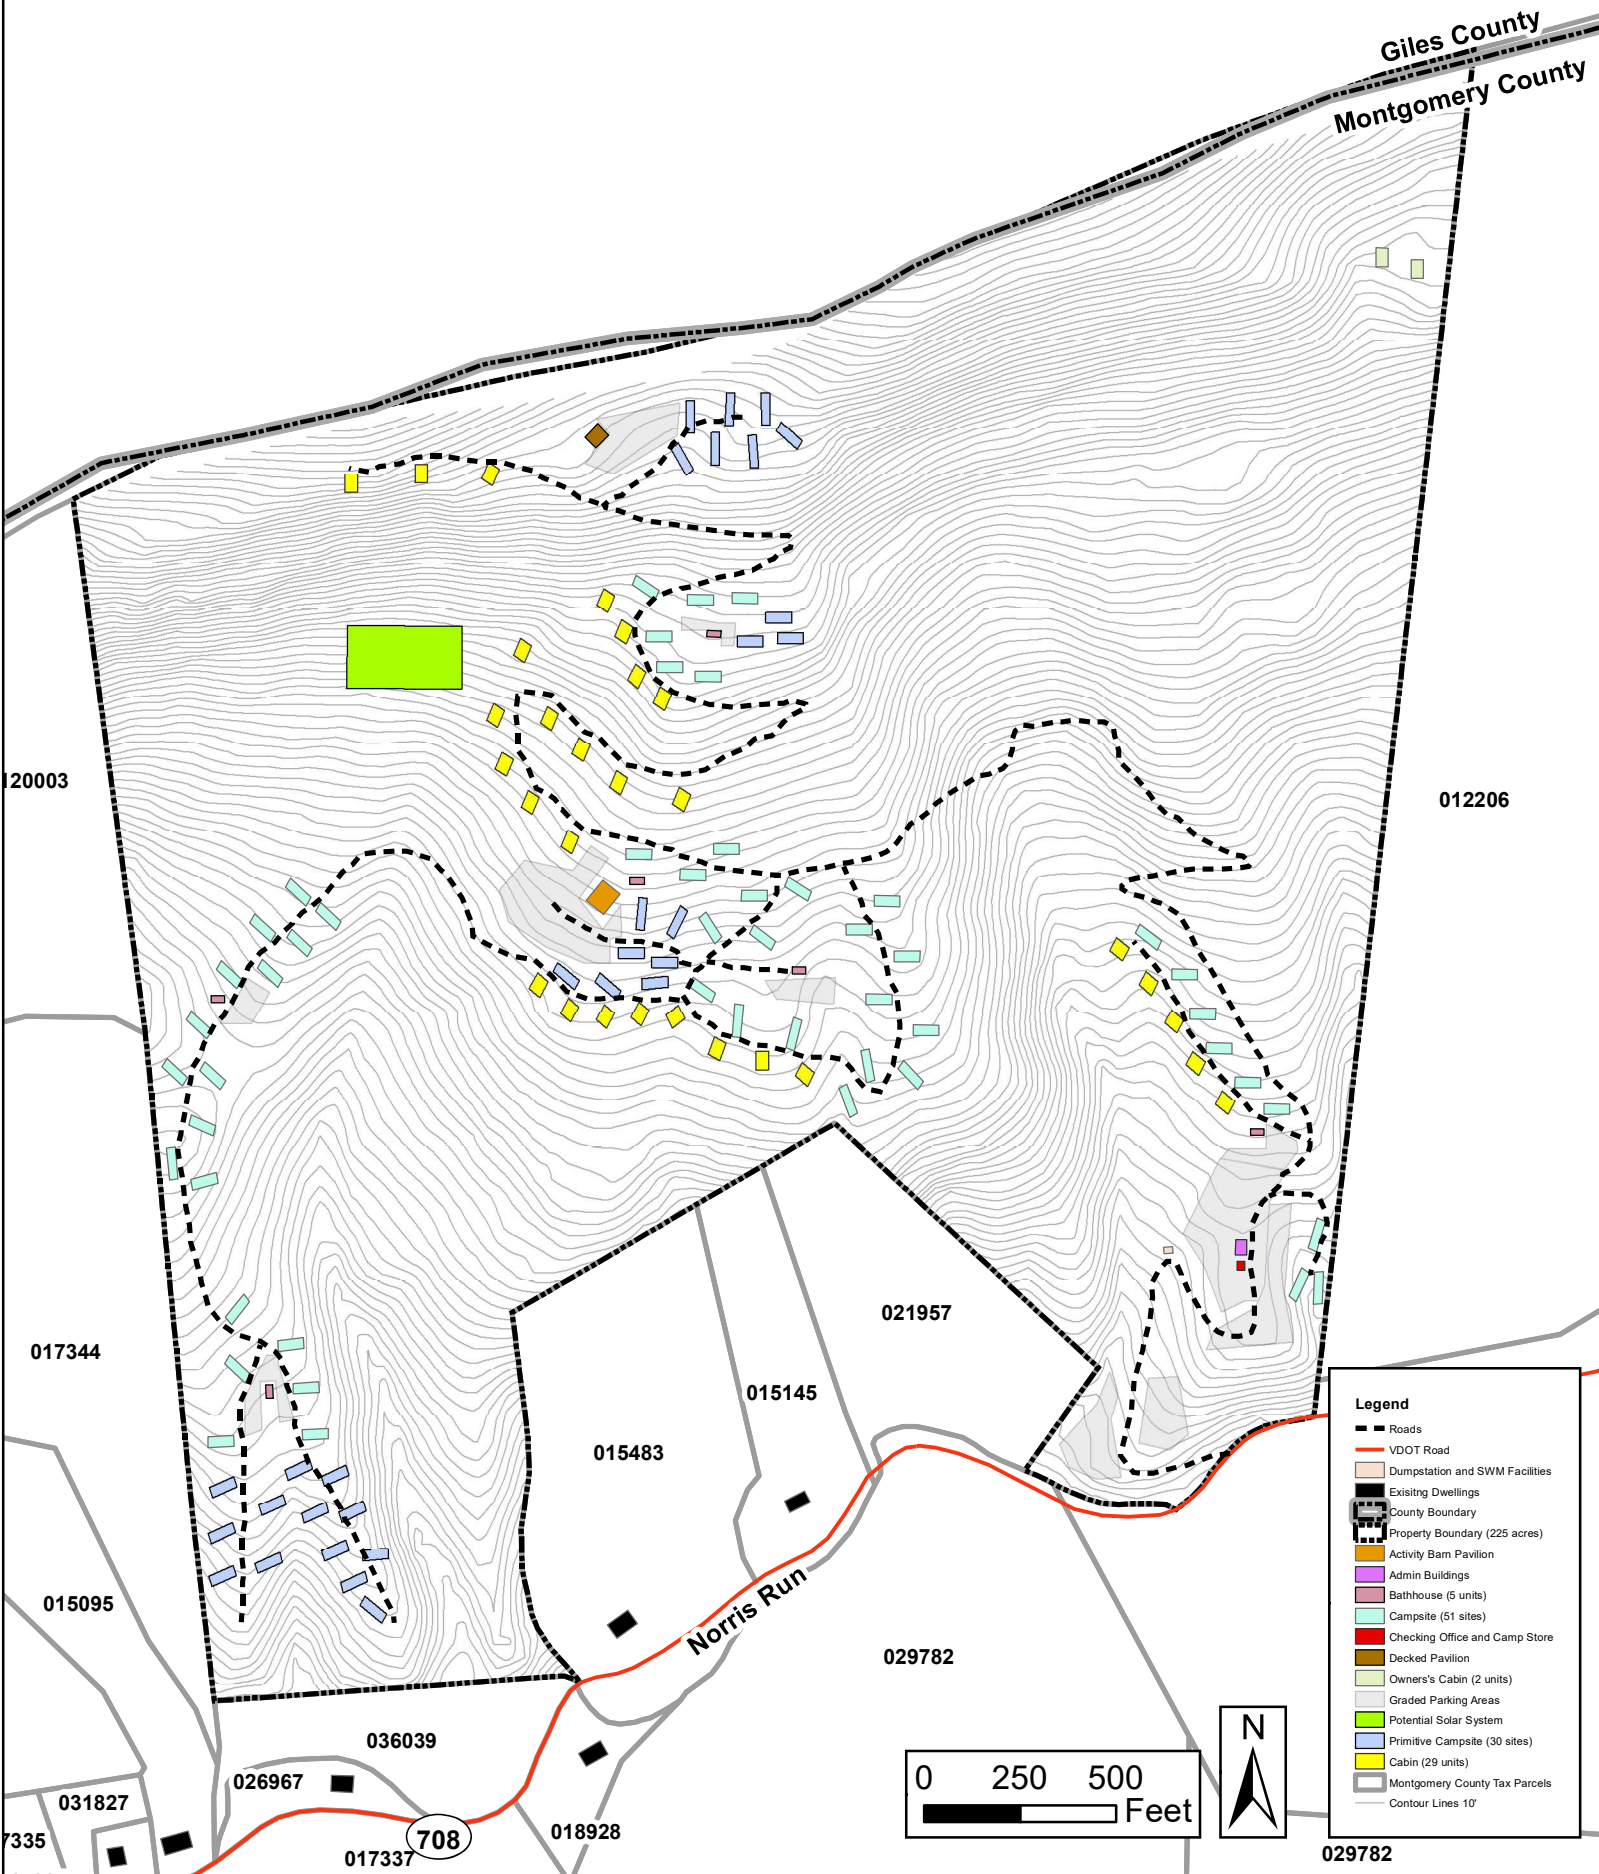 Giles County
Montgomery County
120003
012206
017344
021957
015145
015483
015095
Norris Run
029782
036039
026967
031827
7335
018928
708
017337
029782
Legend
Roads
VDOT Road
Dumpstation and SWM Facilities
Exisitng Dwellings
County Boundary
Property Boundary (225 acres)
Activity Barn Pavilion
Admin Buildings
Bathhouse (5 units)
Campsite (51 sites)
Checking Office and Camp Store
Decked Pavilion
Owners's Cabin (2 units)
Graded Parking Areas
Potential Solar System
Primitive Campsite (30 sites)
Cabin (29 units)
Montgomery County Tax Parcels
Contour Lines 10'
N
0 250 500
Feet